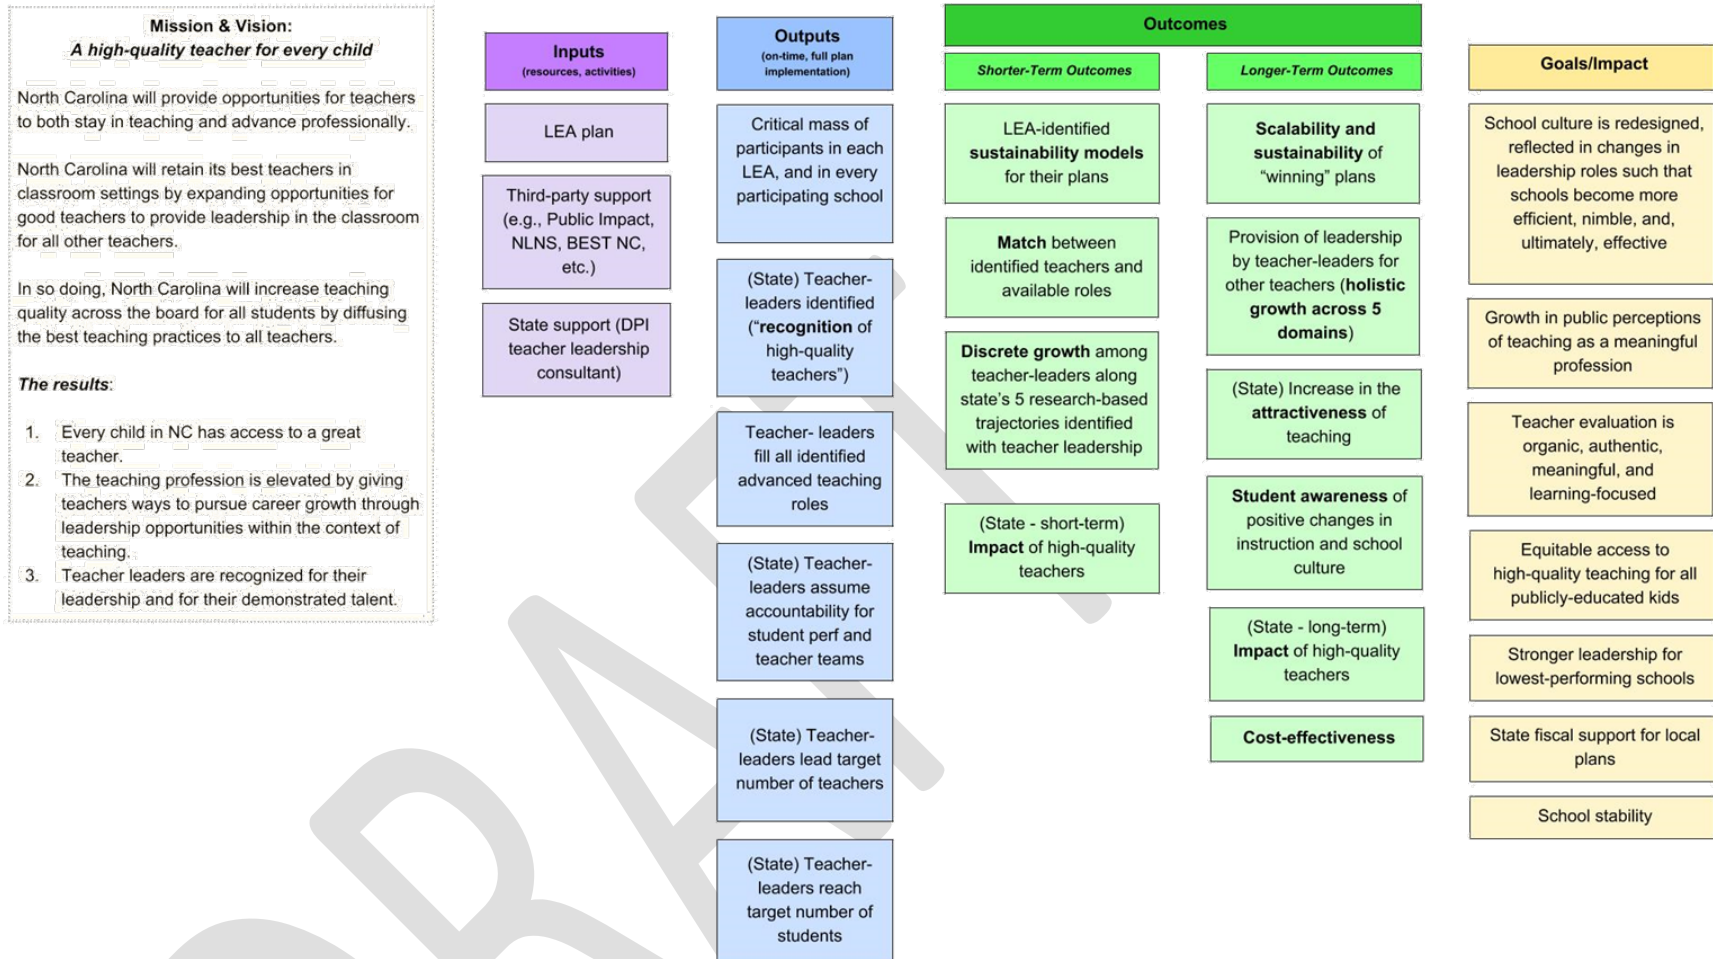 Mission & Vision:
A high-quality teacher for every child
North Carolina will provide opportunities for teachers
to both stay in teaching and advance professionally.
North Carolina will retain its best teachers in
classroom settings by expanding opportunities for
good teachers to provide leadership in the classroom
for all other teachers.
In so doing, North Carolina will increase teaching
quality across the board for all students by diffusing
the best teaching practices to all teachers.
The results:
1. Every child in NC has access to a great
teacher.
2. The teaching profession is elevated by giving
teachers ways to pursue career growth through
leadership opportunities within the context of
teaching.
3. Teacher leaders are recognized for their
leadership and for their demonstrated talent.
Inputs
(resources, activities)
LEA plan
Third-party support
(e.g., Public Impact,
NLNS, BEST NC,
etc.)
State support (DPI
teacher leadership
consultant)
Outputs
(on-time, full plan
implementation)
Critical mass of
participants in each
LEA, and in every
participating school
(State) Teacher-
leaders identified
("recognition of
high-quality
teachers")
Teacher- leaders
fill all identified
advanced teaching
roles
(State) Teacher-
leaders assume
accountability for
student perf and
teacher teams
(State) Teacher-
leaders lead target
number of teachers
(State) Teacher-
leaders reach
target number of
students
Outcomes
Shorter-Term Outcomes
LEA-identified
sustainability models
for their plans
Match between
identified teachers and
available roles
Discrete growth among
teacher-leaders along
state's 5 research-based
trajectories identified
with teacher leadership
(State - short-term)
Impact of high-quality
teachers
Longer-Term Outcomes
Scalability and
sustainability of
"winning" plans
Provision of leadership
by teacher-leaders for
other teachers (holistic
growth across 5
domains)
(State) Increase in the
attractiveness of
teaching
Student awareness of
positive changes in
instruction and school
culture
(State - long-term)
Impact of high-quality
teachers
Cost-effectiveness
Goals/Impact
School culture is redesigned,
reflected in changes in
leadership roles such that
schools become more
efficient, nimble, and,
ultimately, effective
Growth in public perceptions
of teaching as a meaningful
profession
Teacher evaluation is
organic, authentic,
meaningful, and
learning-focused
Equitable access to
high-quality teaching for all
publicly-educated kids
Stronger leadership for
lowest-performing schools
State fiscal support for local
plans
School stability
DRAFT